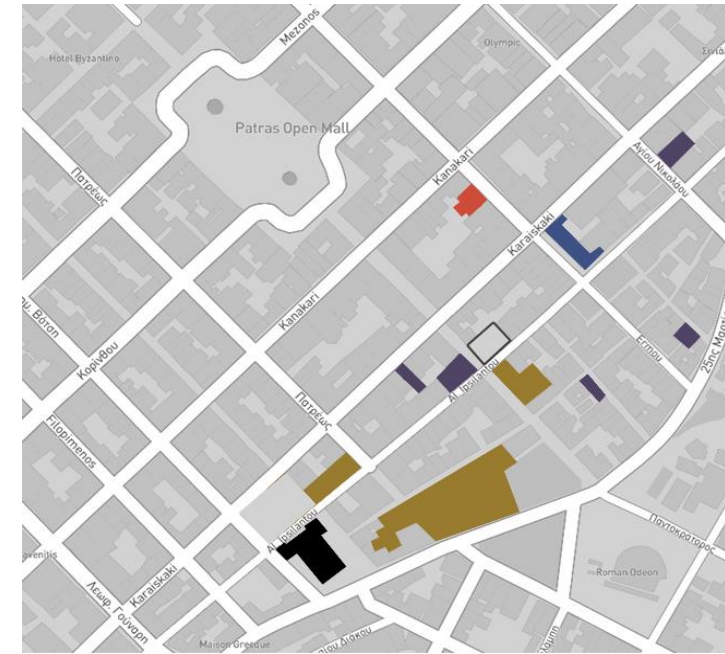 Mezonos
Olympic
Hotel Byzantino
Patras Open Mall
Αγίου Νικολάου
Πατρέως
Kanakari
Karaiskaki
Kanakari
Ermou
Κορίνθου
Al. Ipsilantou
Πατρέως
Filopimenos
Al. Ipsilantou
Παντοκράτορος
Karaiskaki
Roman Odeon
Λεωφ. Γούναρη
Maison Grecque